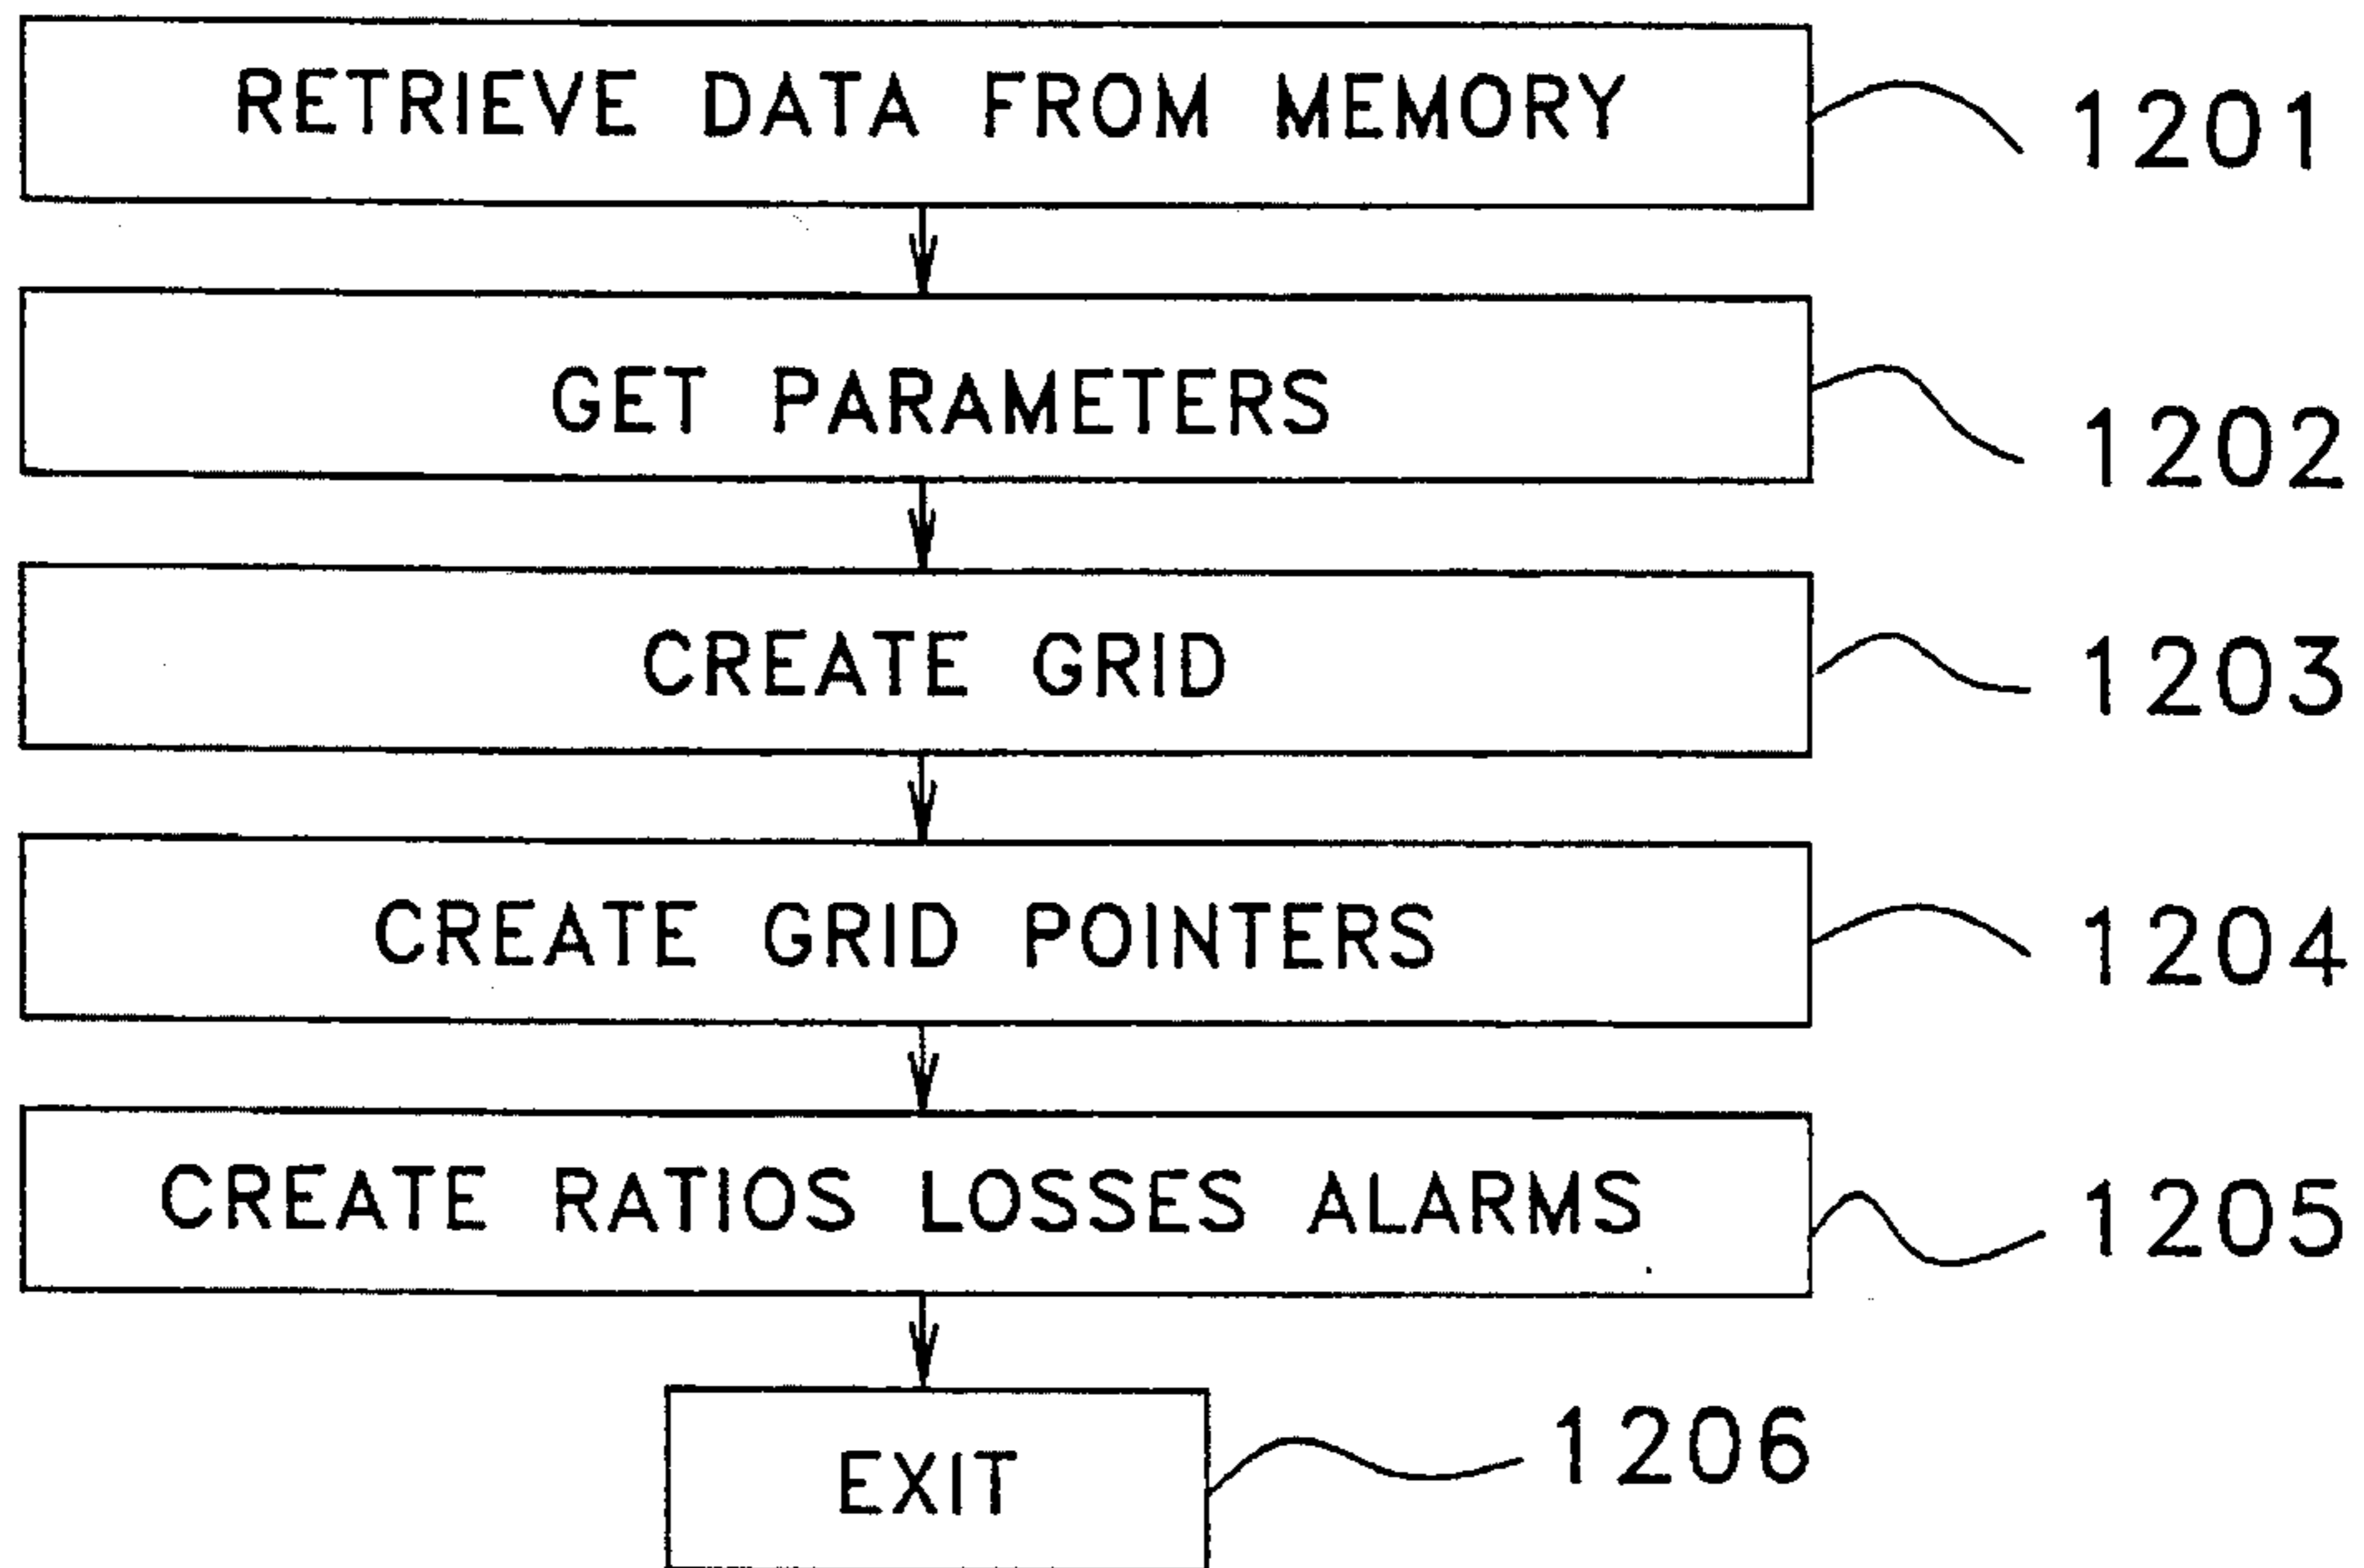 RETRIEVE DATA FROM MEMORY 1201
GET PARAMETERS 1202
CREATE GRID 1203
CREATE GRID POINTERS 1204
CREATE RATIOS LOSSES ALARMS 1205
EXIT 1206